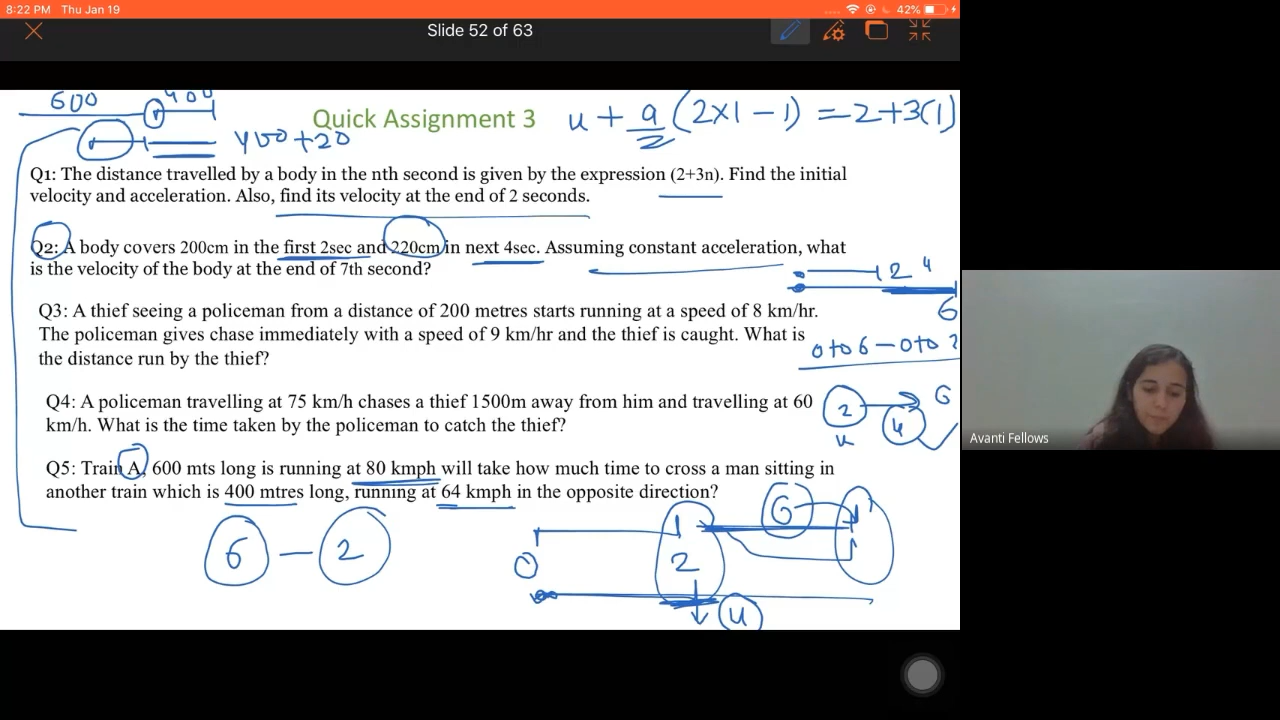 8:22 PM Thu Jan 19
42%
Slide 52 of 63
600 400
Quick Assignment 3
u + a/2 (2x1 - 1) = 2+3(1)
400+20
Q1: The distance travelled by a body in the nth second is given by the expression (2+3n). Find the initial
velocity and acceleration. Also, find its velocity at the end of 2 seconds.
Q2: A body covers 200cm in the first 2sec and 220cm in next 4sec. Assuming constant acceleration, what
is the velocity of the body at the end of 7th second?
2 4
6
Q3: A thief seeing a policeman from a distance of 200 metres starts running at a speed of 8 km/hr.
The policeman gives chase immediately with a speed of 9 km/hr and the thief is caught. What is
the distance run by the thief?
0 to 6 - 0 to 2
Q4: A policeman travelling at 75 km/h chases a thief 1500m away from him and travelling at 60
km/h. What is the time taken by the policeman to catch the thief?
2 6
u 4
Avanti Fellows
Q5: Train A, 600 mts long is running at 80 kmph will take how much time to cross a man sitting in
another train which is 400 mtres long, running at 64 kmph in the opposite direction?
6 - 2
0 1 6
2
u